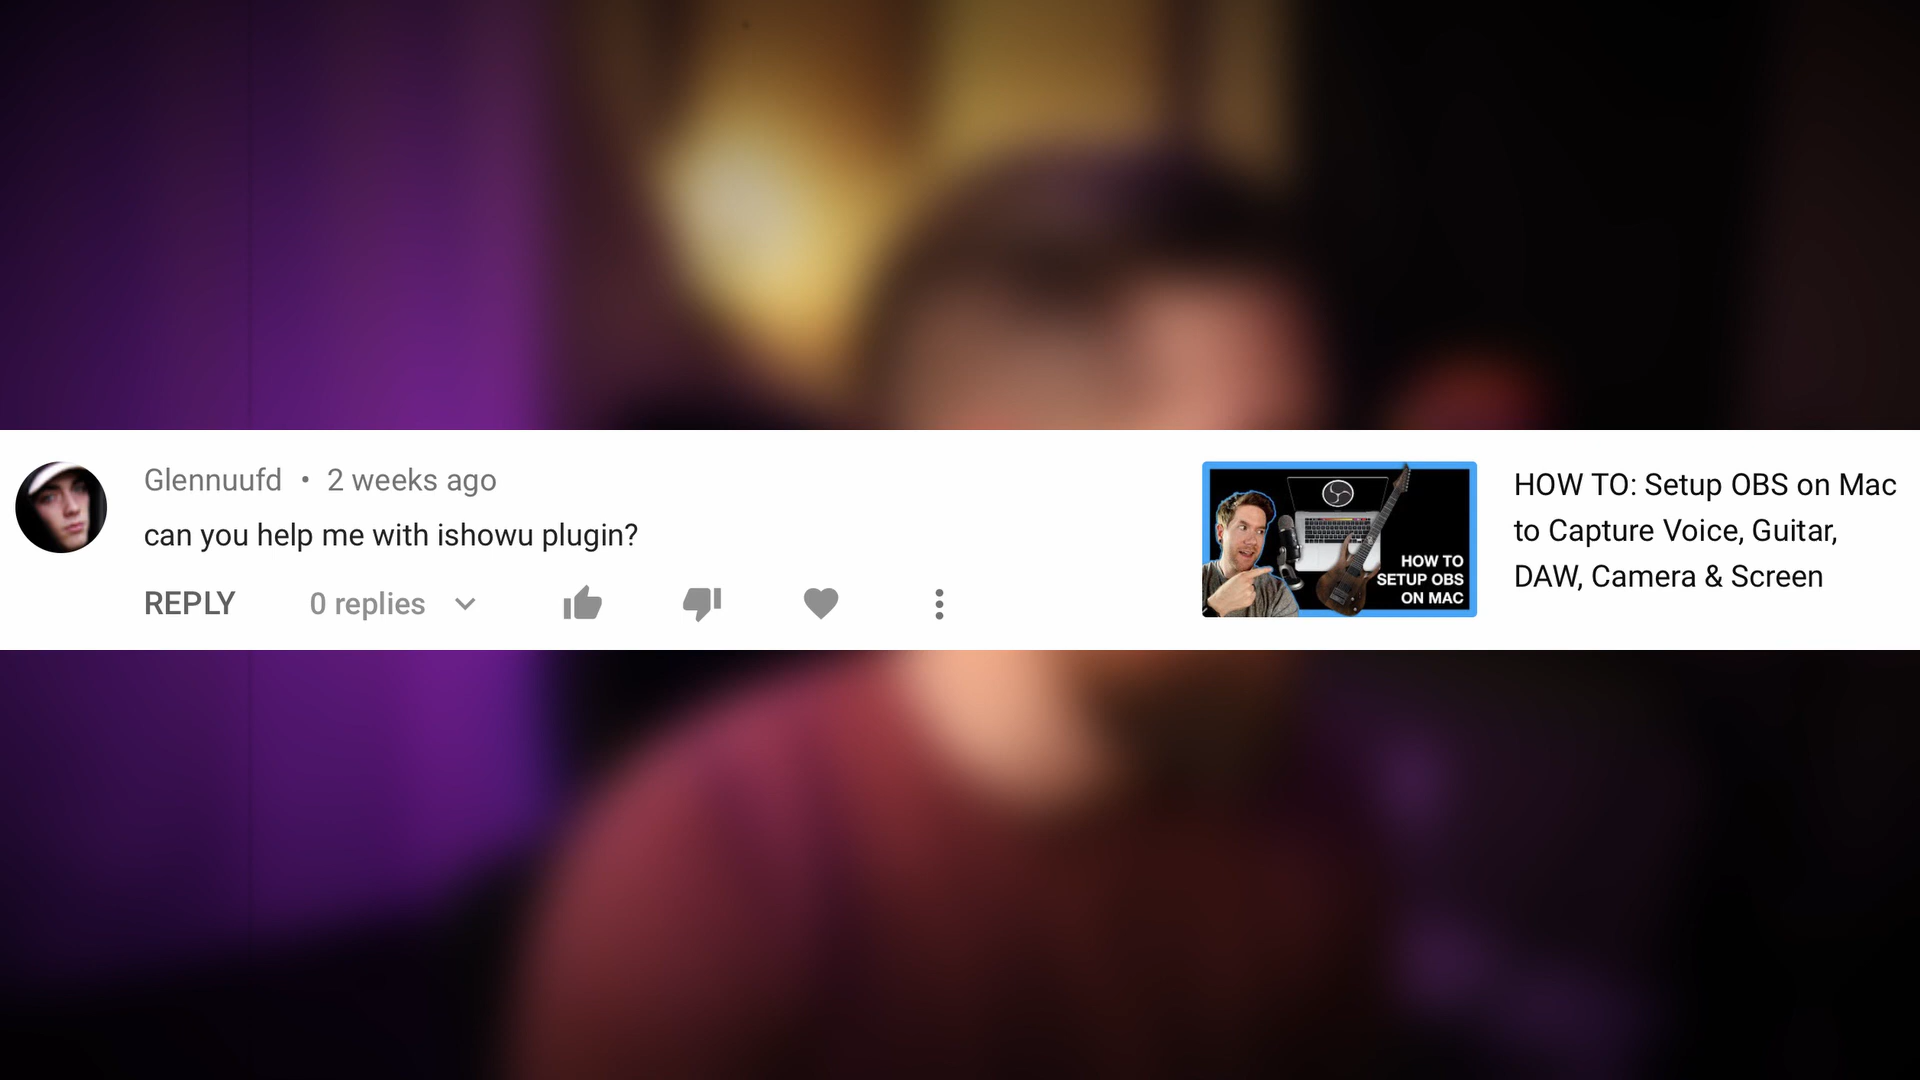 Glennuufd • 2 weeks ago
can you help me with ishowu plugin?
REPLY 0 replies
HOW TO
SETUP OBS
ON MAC
HOW TO: Setup OBS on Mac
to Capture Voice, Guitar,
DAW, Camera & Screen